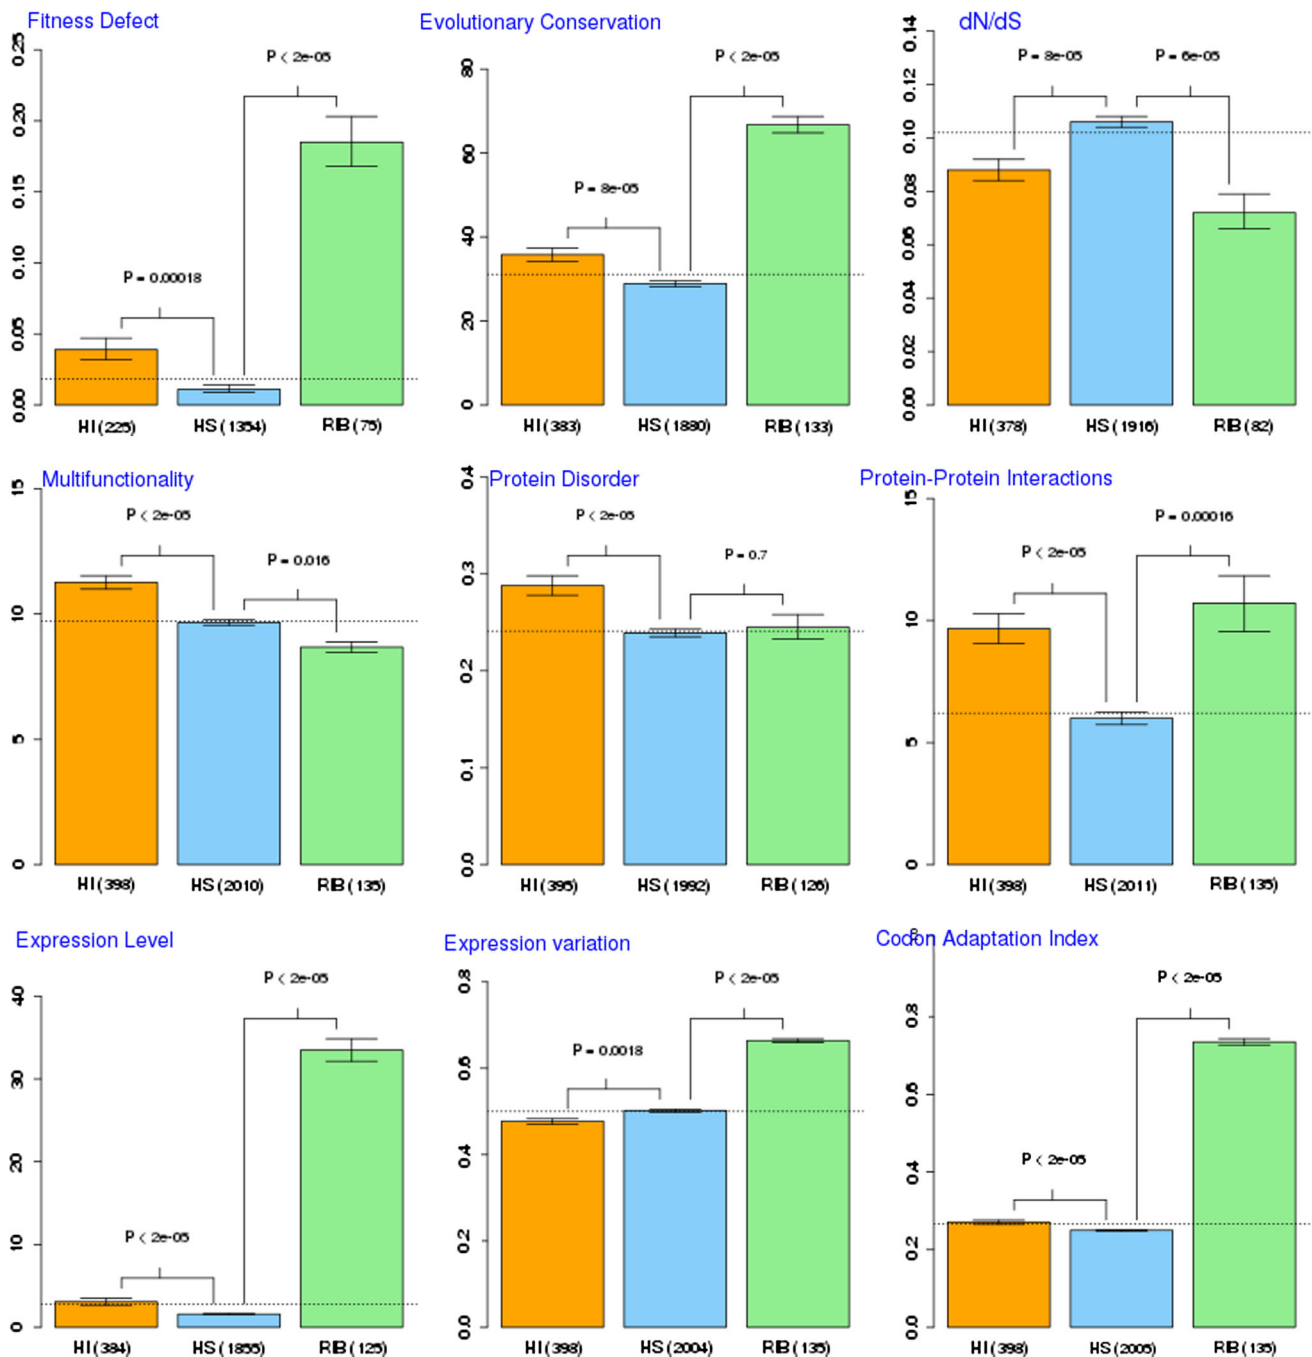 Fitness Defect
0.00 0.05 0.10 0.15 0.20 0.25
P = 0.00018
P < 2e-05
HI (225) HS (1354) RIB (75)
Evolutionary Conservation
0 20 40 60 80
P = 8e-05
P < 2e-05
HI (383) HS (1880) RIB (133)
dN/dS
0.00 0.02 0.04 0.06 0.08 0.10 0.12 0.14
P = 8e-05
P = 6e-05
HI (378) HS (1916) RIB (82)
Multifunctionality
0 5 10 15
P < 2e-05
P = 0.016
HI (398) HS (2010) RIB (135)
Protein Disorder
0.0 0.1 0.2 0.3 0.4
P < 2e-05
P = 0.7
HI (395) HS (1992) RIB (126)
Protein-Protein Interactions
0 5 10 15
P < 2e-05
P = 0.00016
HI (398) HS (2011) RIB (135)
Expression Level
0 10 20 30 40
P < 2e-05
P < 2e-05
HI (384) HS (1855) RIB (125)
Expression variation
0.0 0.2 0.4 0.6 0.8
P = 0.0018
P < 2e-05
HI (398) HS (2004) RIB (135)
Codon Adaptation Index
0.0 0.2 0.4 0.6 0.8
P < 2e-05
P < 2e-05
HI (398) HS (2005) RIB (135)